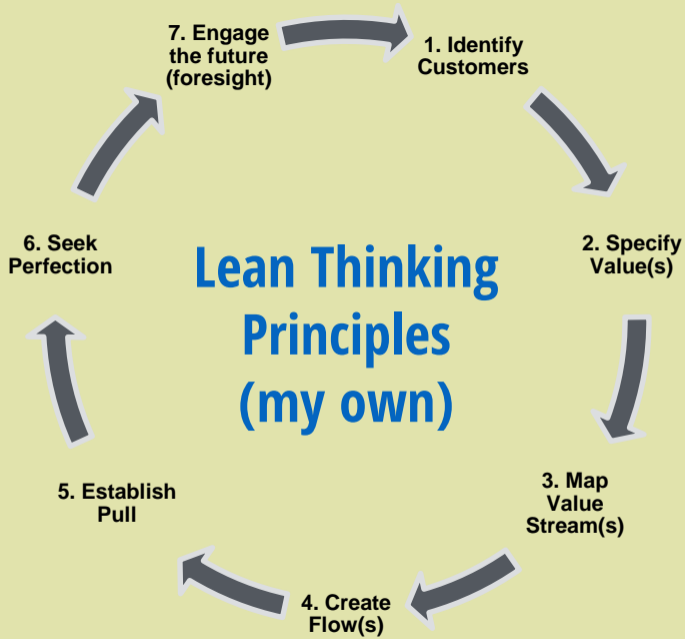 7. Engage
the future
(foresight)
1. Identify
Customers
2. Specify
Value(s)
3. Map
Value
Stream(s)
4. Create
Flow(s)
5. Establish
Pull
6. Seek
Perfection
Lean Thinking
Principles
(my own)